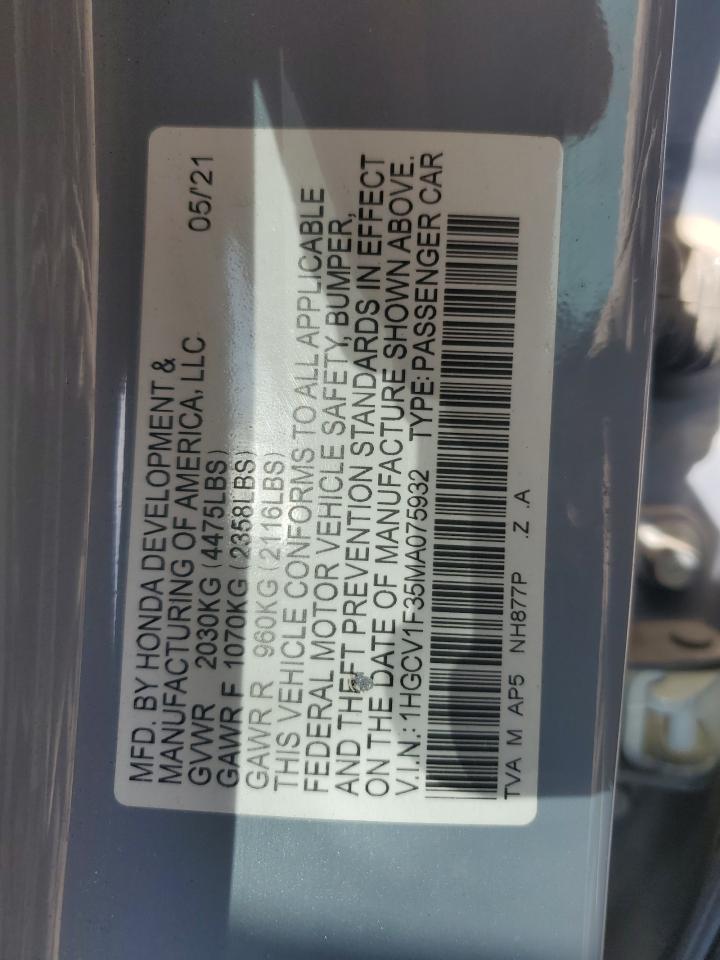 MFD. BY HONDA DEVELOPMENT &
MANUFACTURING OF AMERICA, LLC 05/'21
GVWR 2030KG (4475LBS)
GAWR F 1070KG (2358LBS)
GAWR R 960KG (2116LBS)
THIS VEHICLE CONFORMS TO ALL APPLICABLE
FEDERAL MOTOR VEHICLE SAFETY, BUMPER,
AND THEFT PREVENTION STANDARDS IN EFFECT
ON THE DATE OF MANUFACTURE SHOWN ABOVE.
V.I.N.: 1HGCV1F35MA075932 TYPE: PASSENGER CAR
TVA M AP5 NH877P .Z .A